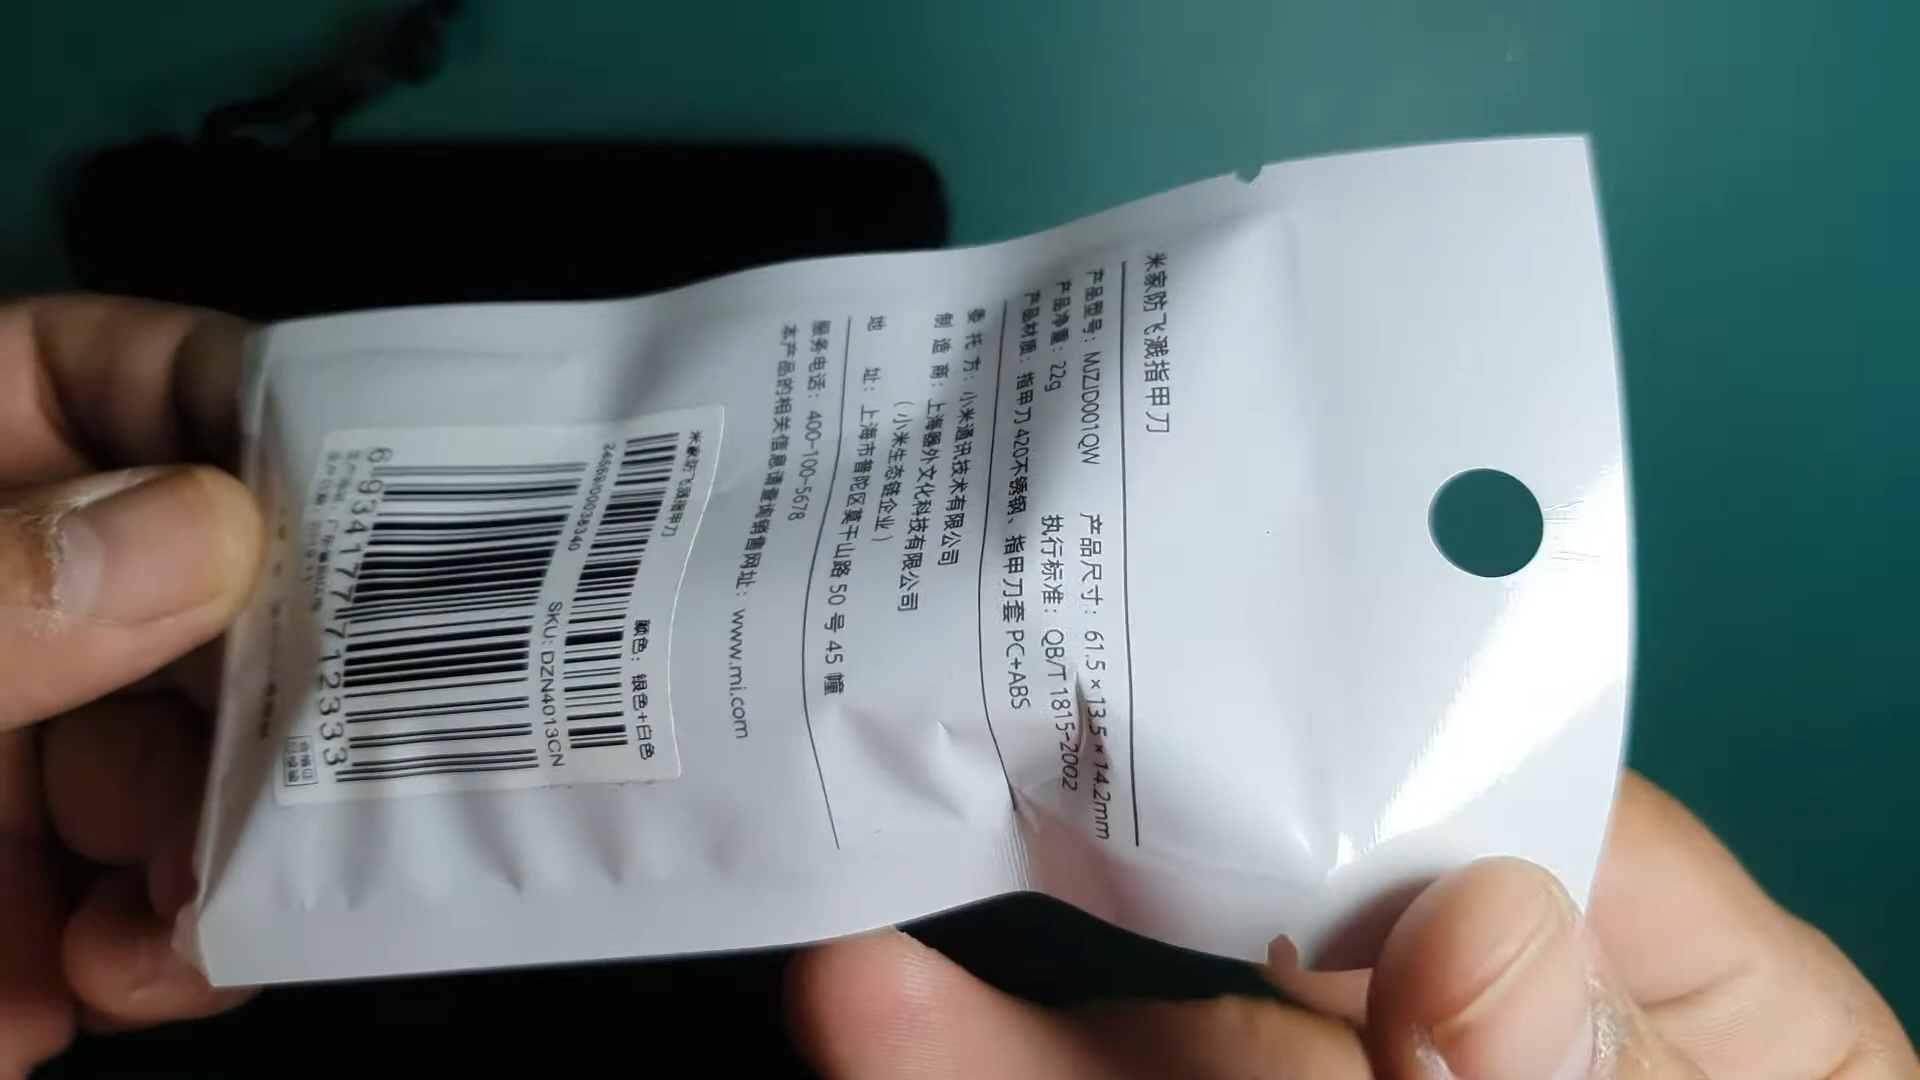 米家防飞溅指甲刀
产品型号：MJZJD001QW 产品尺寸：61.5×13.5×14.2mm
产品净重：22g 执行标准：QB/T 1815-2002
产品材质：指甲刀 420不锈钢、指甲刀套 PC+ABS
委托方：小米通讯技术有限公司
制造商：上海器外文化科技有限公司
（小米生态链企业）
地址：上海市普陀区莫干山路 50 号 45 幢
服务电话：400-100-5678
本产品的相关信息请查询销售网址：www.mi.com
米家防飞溅指甲刀
颜色：银色+白色
SKU: DZN4013CN
6 934177 712333
合格证